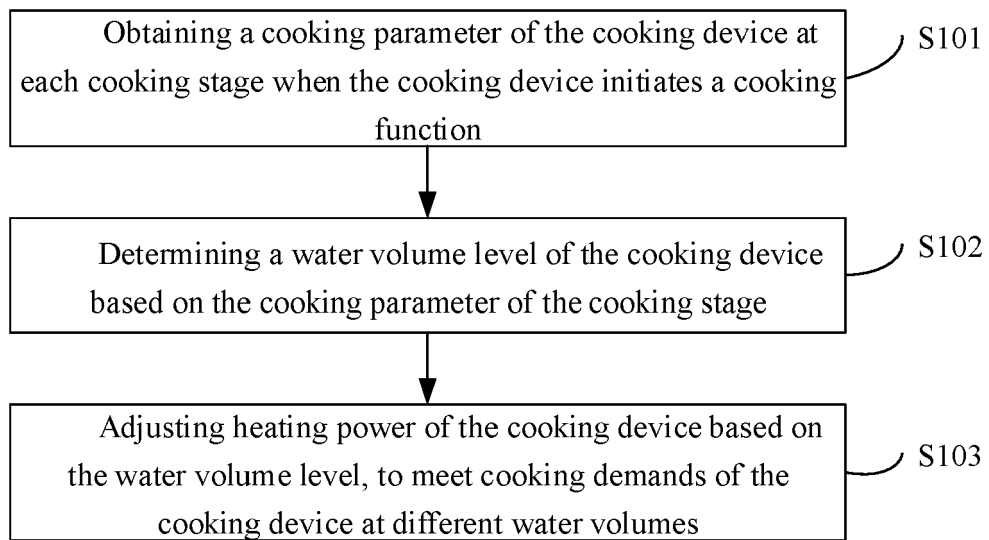 Obtaining a cooking parameter of the cooking device at
S101
each cooking stage when the cooking device initiates a cooking
function
Determining a water volume level of the cooking device
S102
based on the cooking parameter of the cooking stage
Adjusting heating power of the cooking device based on
S103
the water volume level, to meet cooking demands of the
cooking device at different water volumes